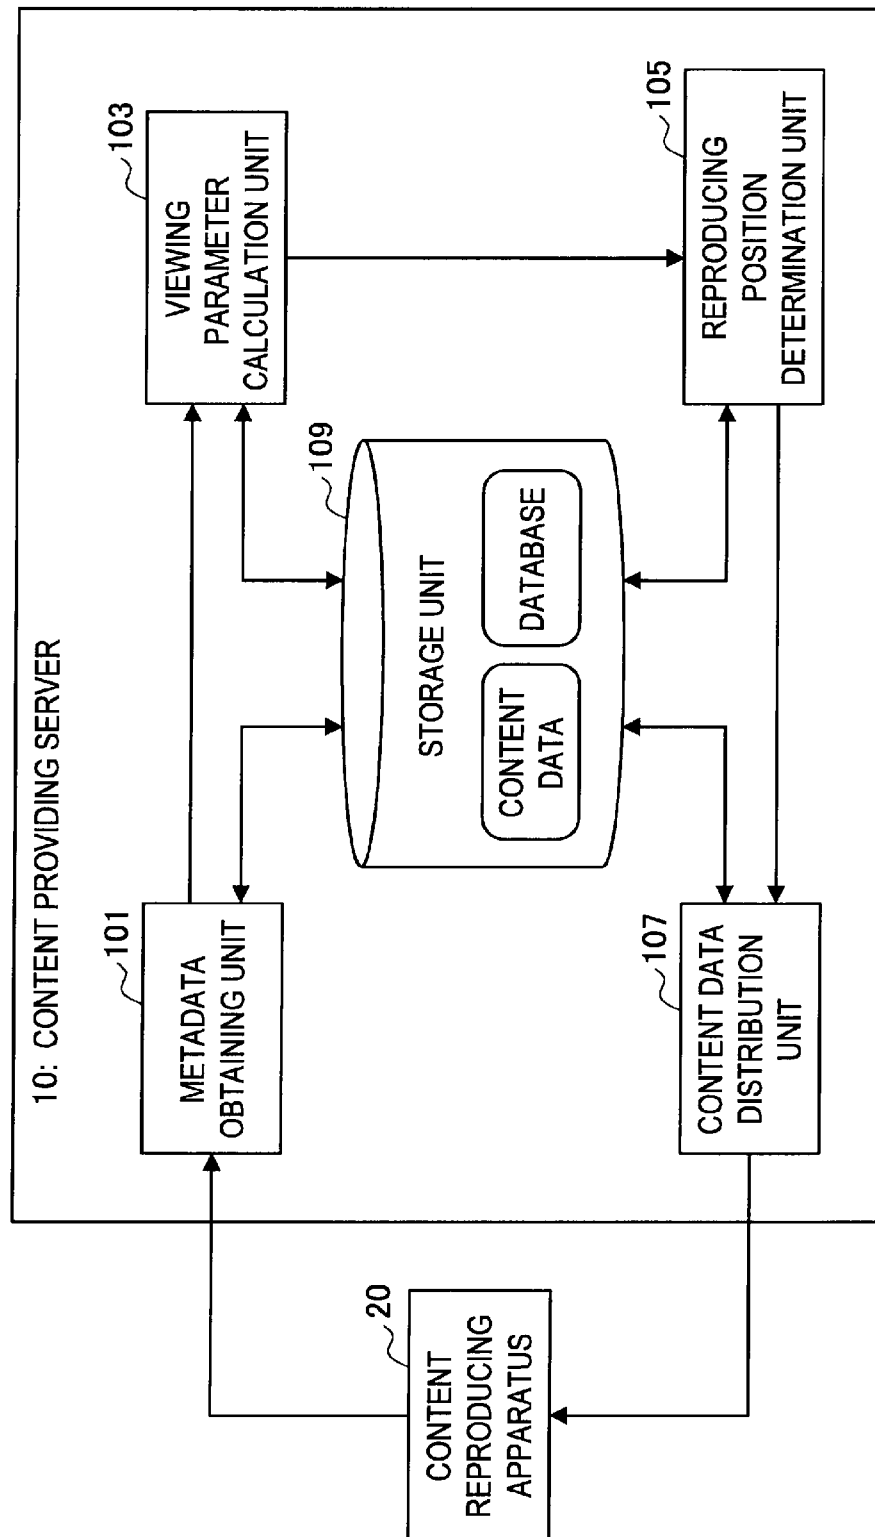 10: CONTENT PROVIDING SERVER
20
CONTENT
REPRODUCING
APPARATUS
101
METADATA
OBTAINING UNIT
103
VIEWING
PARAMETER
CALCULATION UNIT
109
STORAGE UNIT
CONTENT
DATA
DATABASE
107
CONTENT DATA
DISTRIBUTION
UNIT
105
REPRODUCING
POSITION
DETERMINATION UNIT